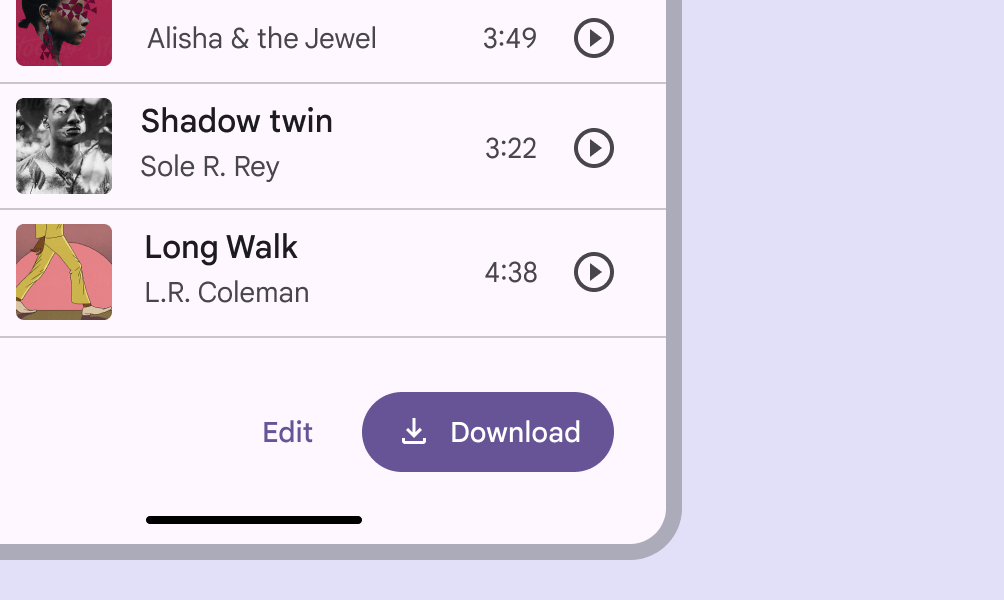 Alisha & the Jewel
3:49
Shadow twin
Sole R. Rey
3:22
Long Walk
L.R. Coleman
4:38
Edit
Download